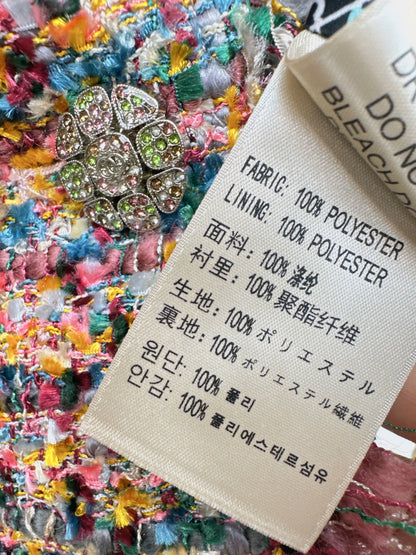 FABRIC: 100% POLYESTER
LINING: 100% POLYESTER
面料: 100% 涤纶
衬里: 100% 聚酯纤维
生地: 100% ポリエステル
裏地: 100% ポリエステル繊維
원단: 100% 폴리
안감: 100% 폴리에스테르섬유
DO NO
BLEACH